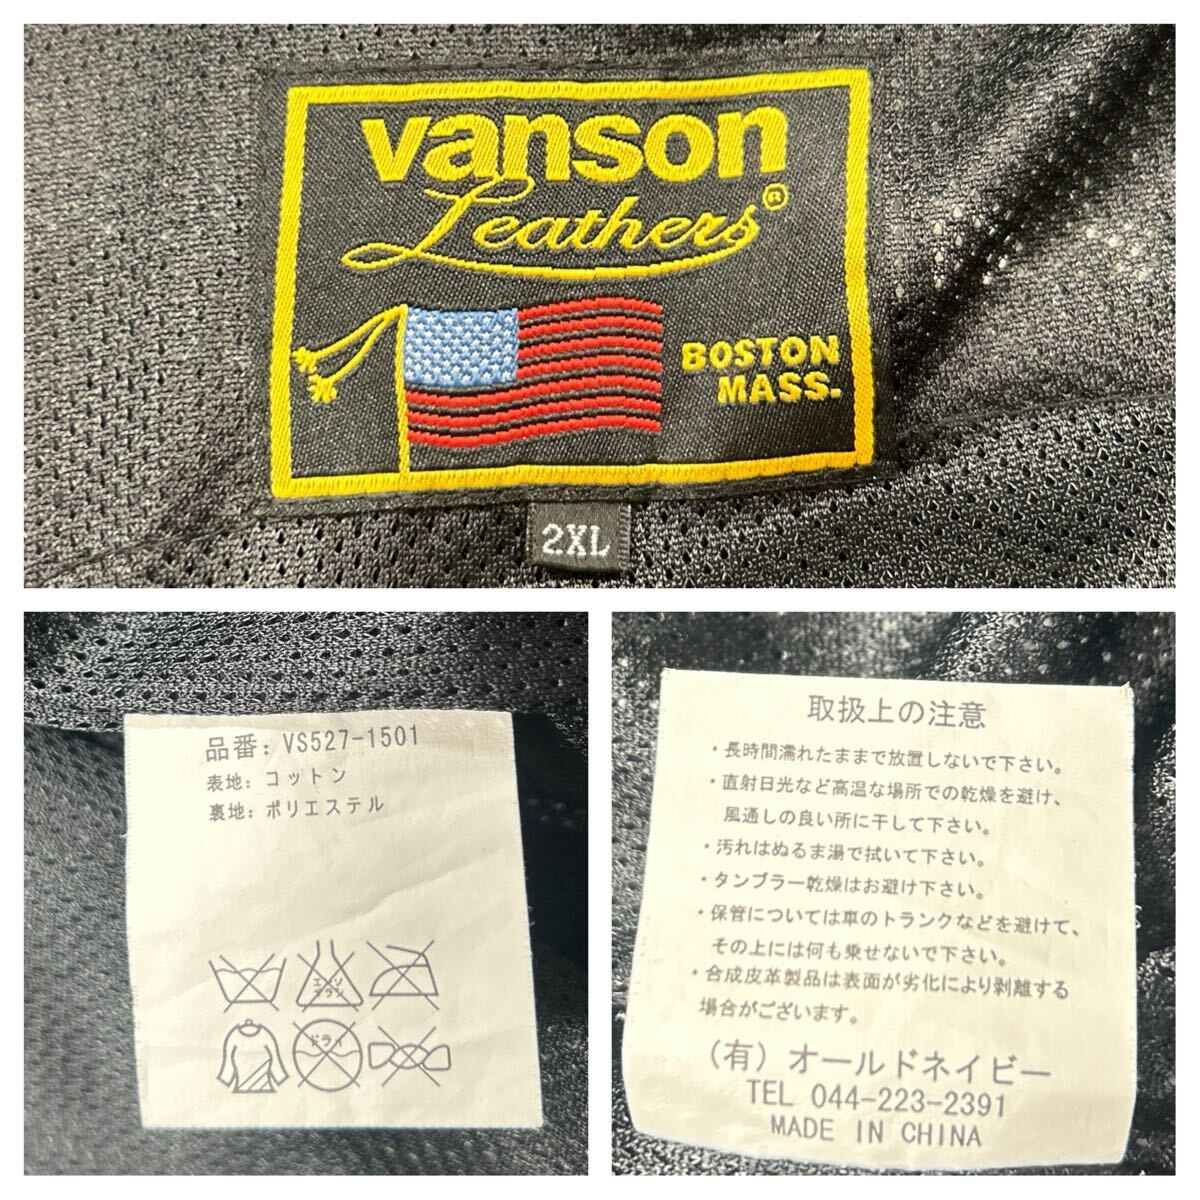 vanson
Leathers®
BOSTON
MASS.
2XL
品番: VS527-1501
表地: コットン
裏地: ポリエステル
エンソ
サラシ
ドライ
取扱上の注意
・長時間濡れたままで放置しないで下さい。
・直射日光など高温な場所での乾燥を避け、
風通しの良い所に干して下さい。
・汚れはぬるま湯で拭いて下さい。
・タンブラー乾燥はお避け下さい。
・保管については車のトランクなどを避けて、
その上には何も乗せないで下さい。
・合成皮革製品は表面が劣化により剥離する
場合がございます。
(有) オールドネイビー
TEL 044-223-2391
MADE IN CHINA